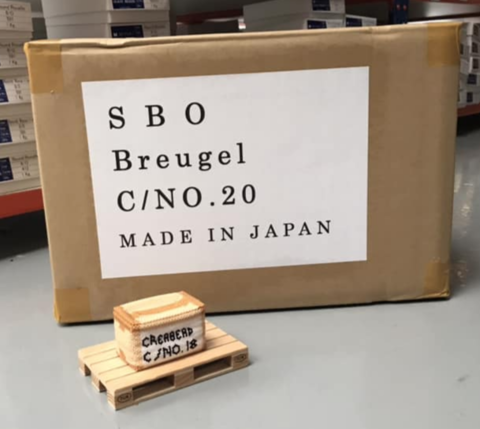 S B O
Breugel
C/NO.20
MADE IN JAPAN
CREABEAD
C/NO.18